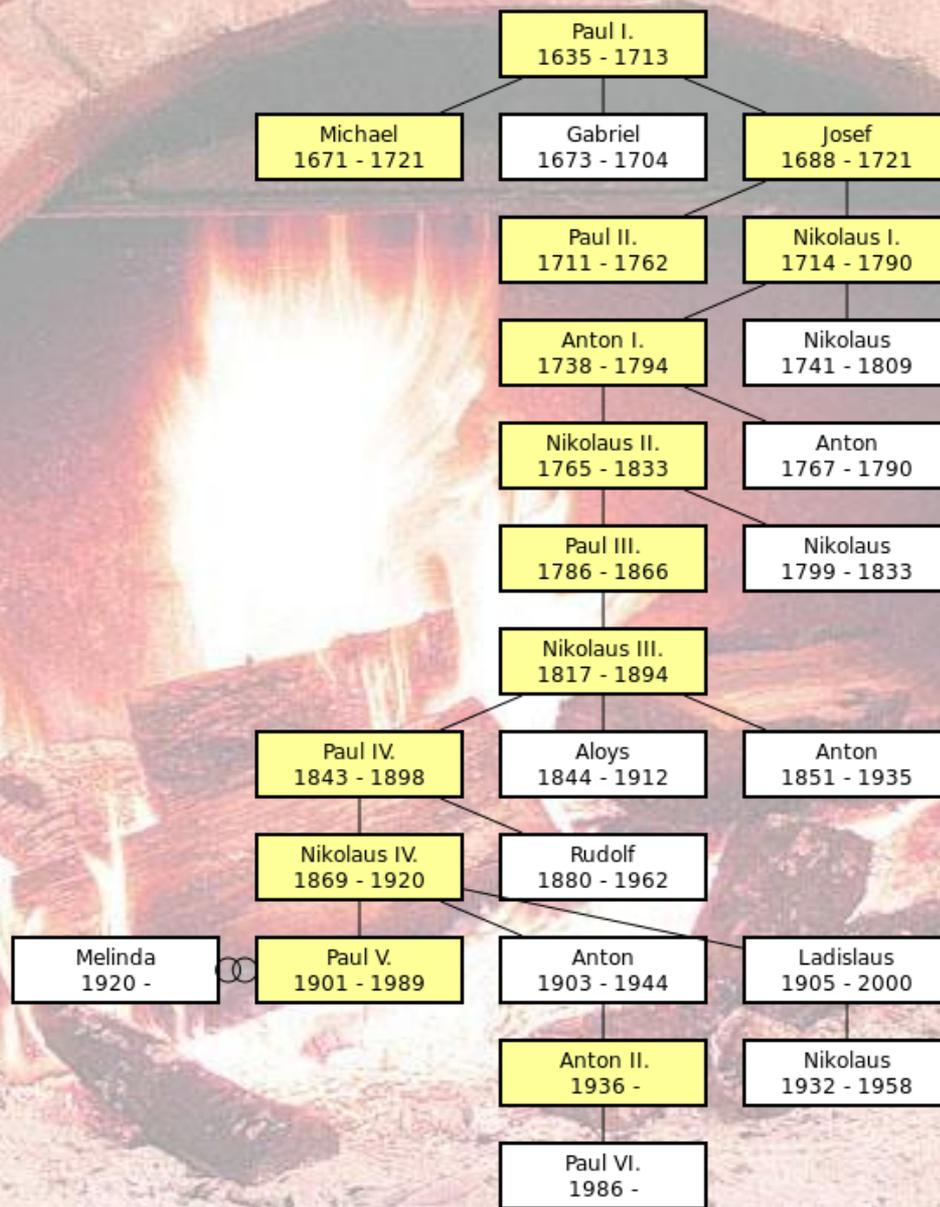 Paul I.
1635 - 1713
Michael
1671 - 1721
Gabriel
1673 - 1704
Josef
1688 - 1721
Paul II.
1711 - 1762
Nikolaus I.
1714 - 1790
Anton I.
1738 - 1794
Nikolaus
1741 - 1809
Nikolaus II.
1765 - 1833
Anton
1767 - 1790
Paul III.
1786 - 1866
Nikolaus
1799 - 1833
Nikolaus III.
1817 - 1894
Paul IV.
1843 - 1898
Aloys
1844 - 1912
Anton
1851 - 1935
Nikolaus IV.
1869 - 1920
Rudolf
1880 - 1962
Melinda
1920 -
Paul V.
1901 - 1989
Anton
1903 - 1944
Ladislaus
1905 - 2000
Anton II.
1936 -
Nikolaus
1932 - 1958
Paul VI.
1986 -